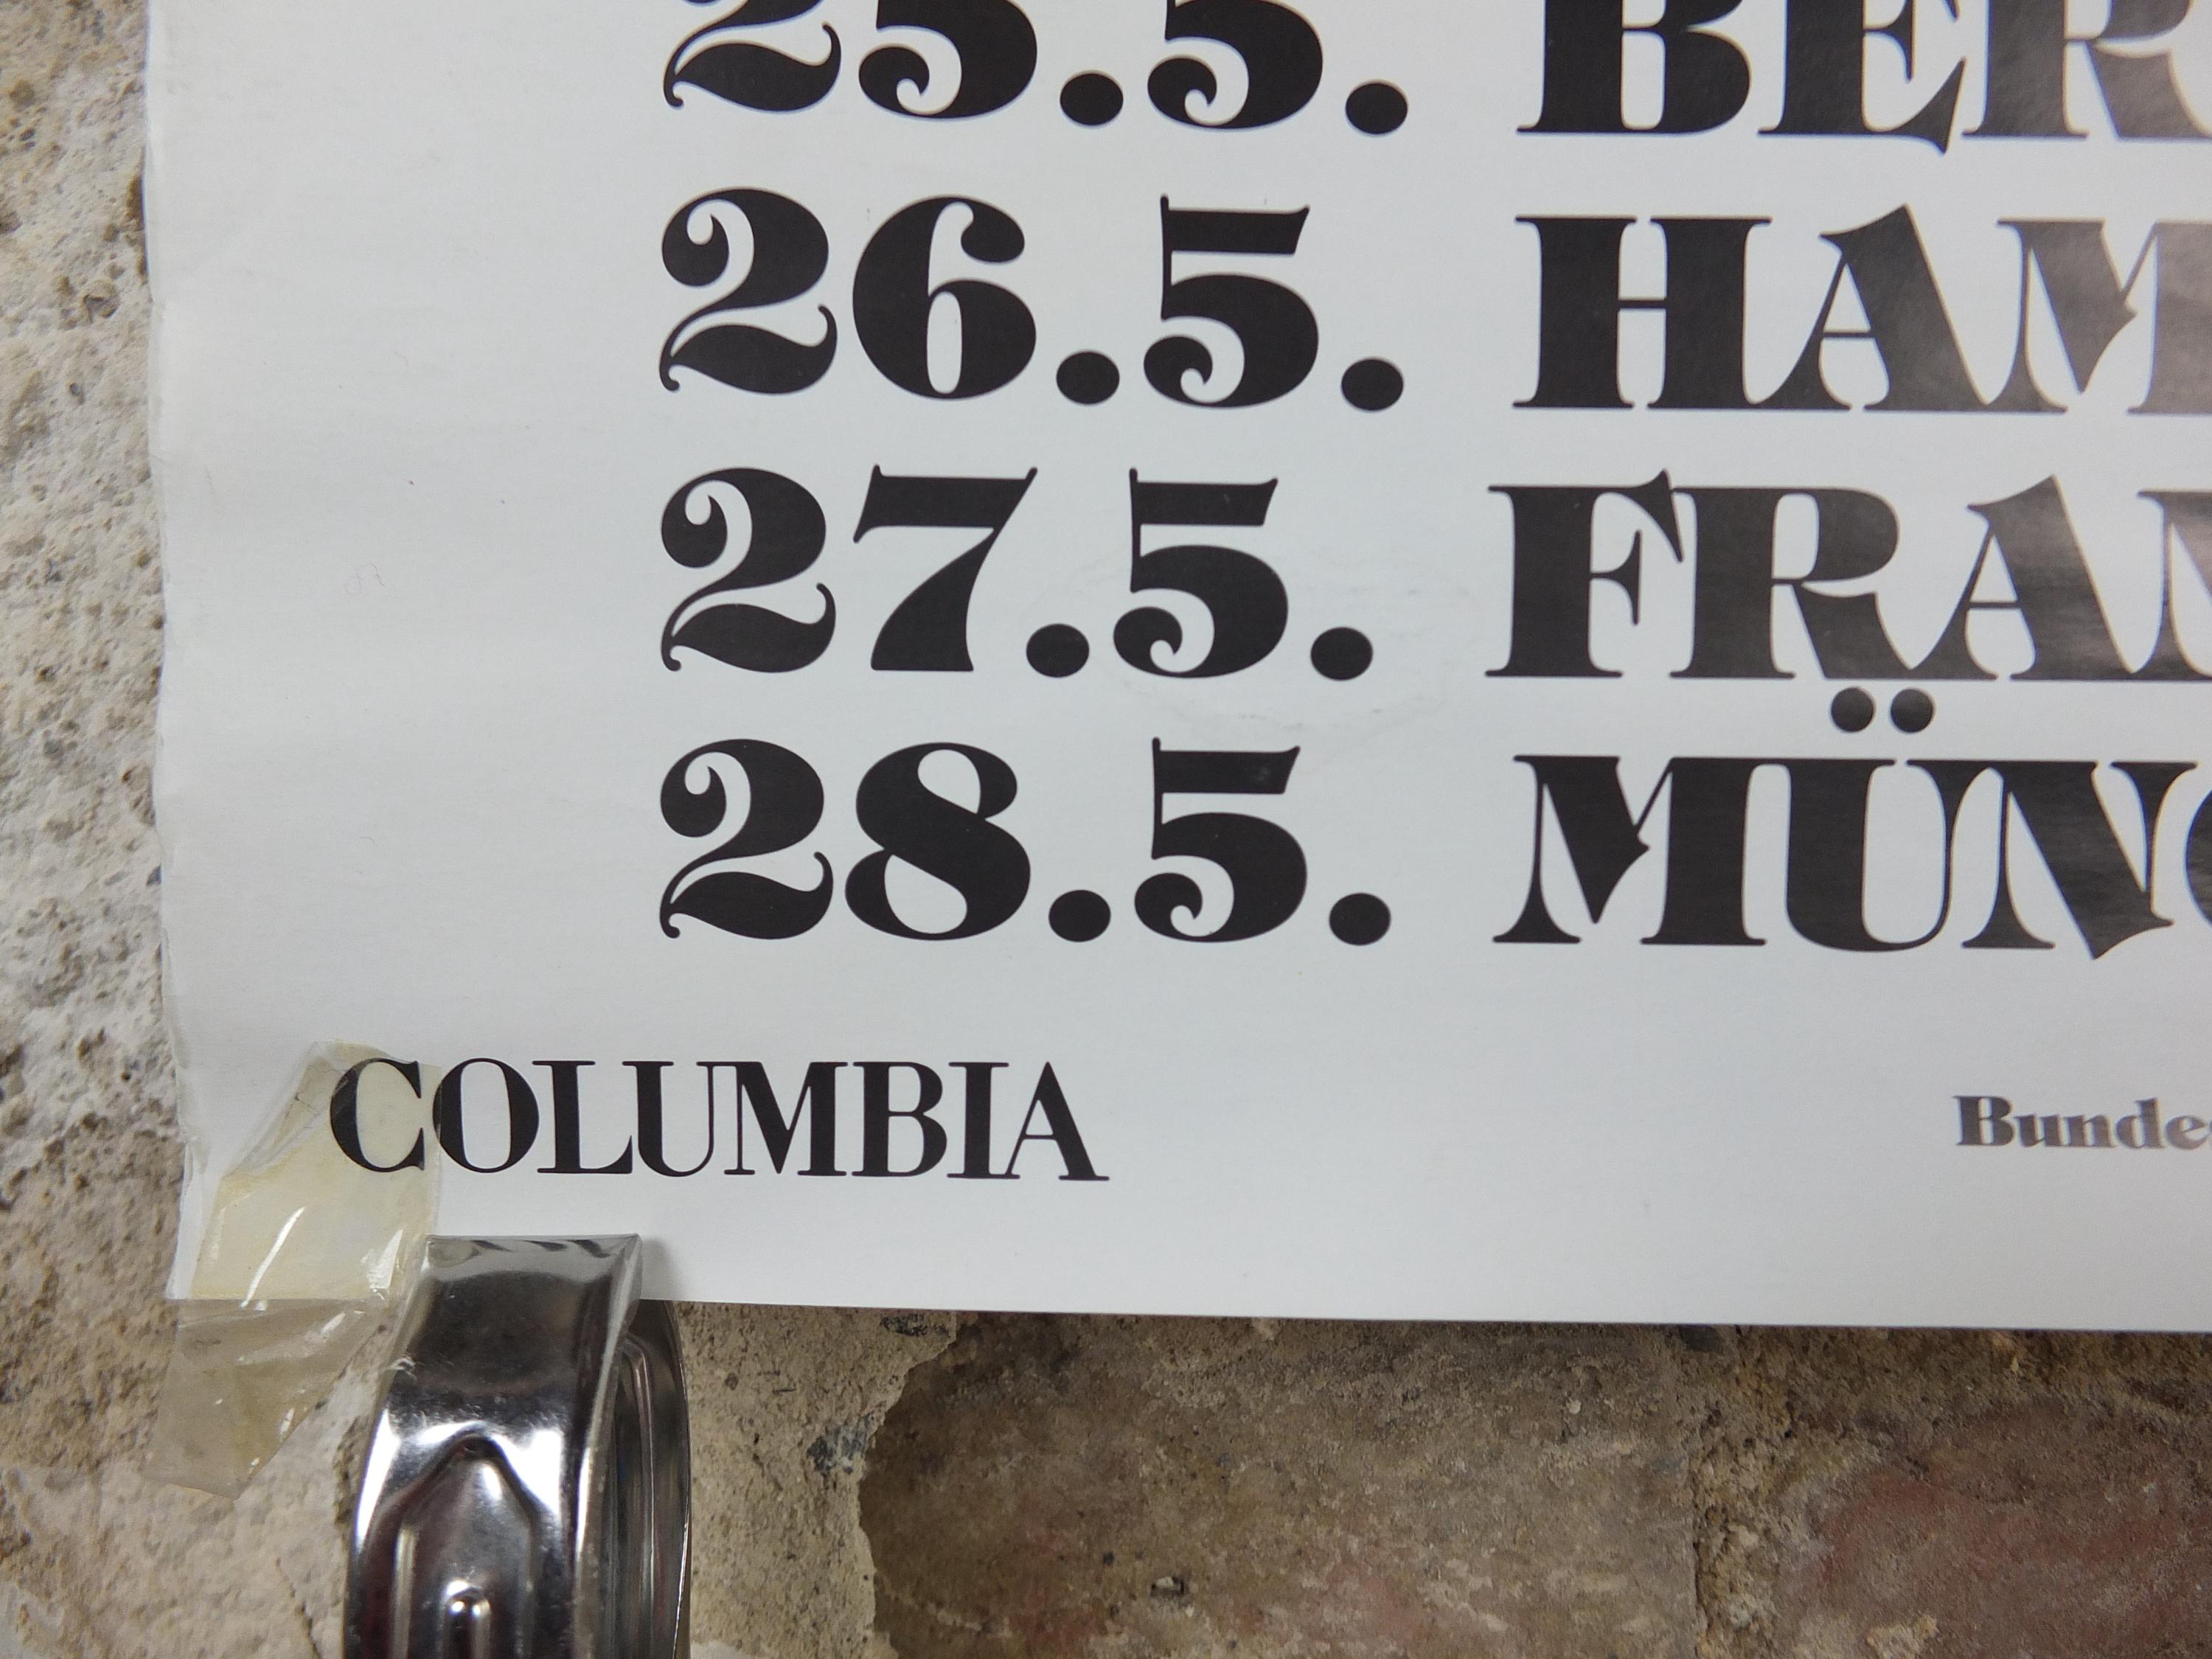 25.5. BER
26.5. HAM
27.5. FRAN
28.5. MÜNC
COLUMBIA
Bunde